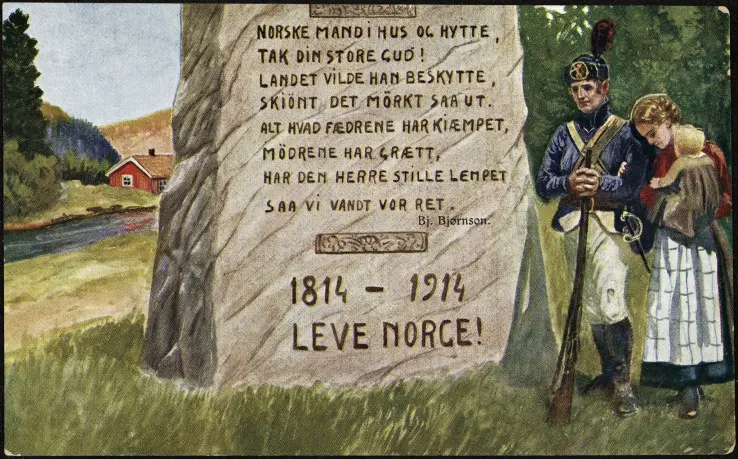 NORSKE MAND I HUS OG HYTTE,
TAK DIN STORE GUD!
LANDET VILDE HAN BESKYTTE,
SKIÖNT DET MÖRKT SAA UT.
ALT HVAD FÆDRENE HAR KIÆMPET,
MÖDRENE HAR GRÆTT,
HAR DEN HERRE STILLE LEMPET
SAA VI VANDT VOR RET.
Bj. Bjørnson.
1814 – 1914
LEVE NORGE!